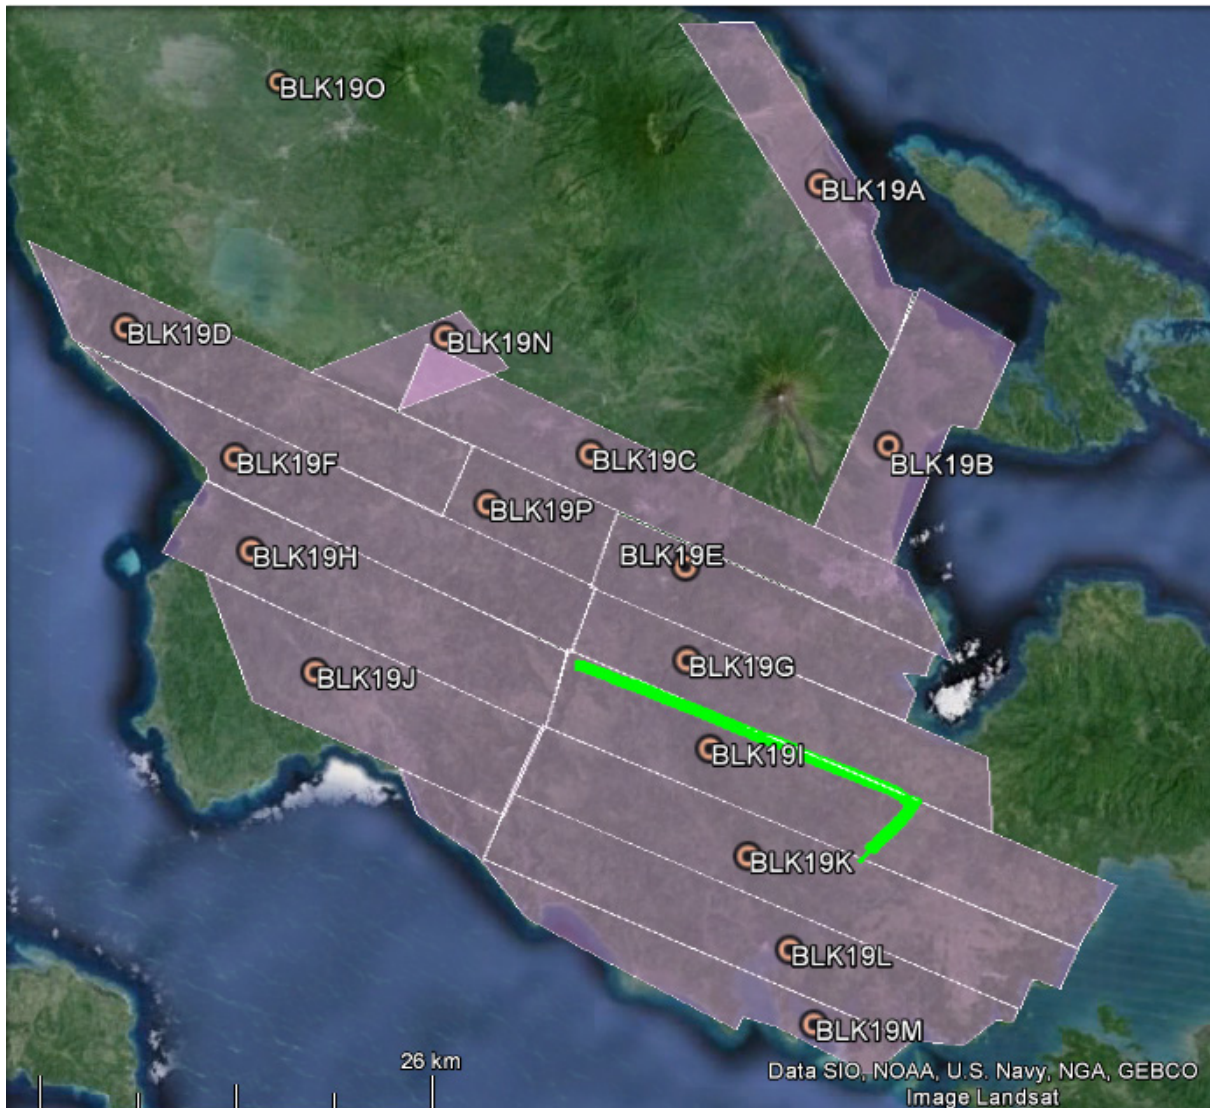 BLK19O
BLK19A
BLK19D
BLK19N
BLK19F
BLK19C
BLK19B
BLK19P
BLK19H
BLK19E
BLK19J
BLK19G
BLK19I
BLK19K
BLK19L
BLK19M
26 km
Data SIO, NOAA, U.S. Navy, NGA, GEBCO
Image Landsat